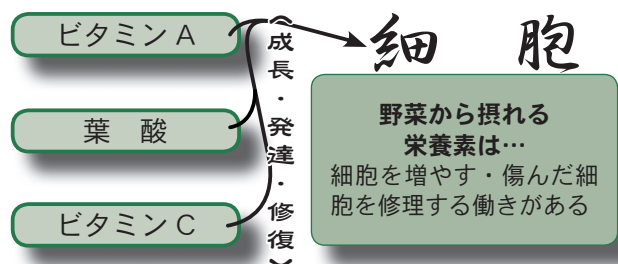 ビタミン A
葉　酸
ビタミン C
《成長・発達・修復》
細　胞
野菜から摂れる
栄養素は…
細胞を増やす・傷んだ細
胞を修理する働きがある